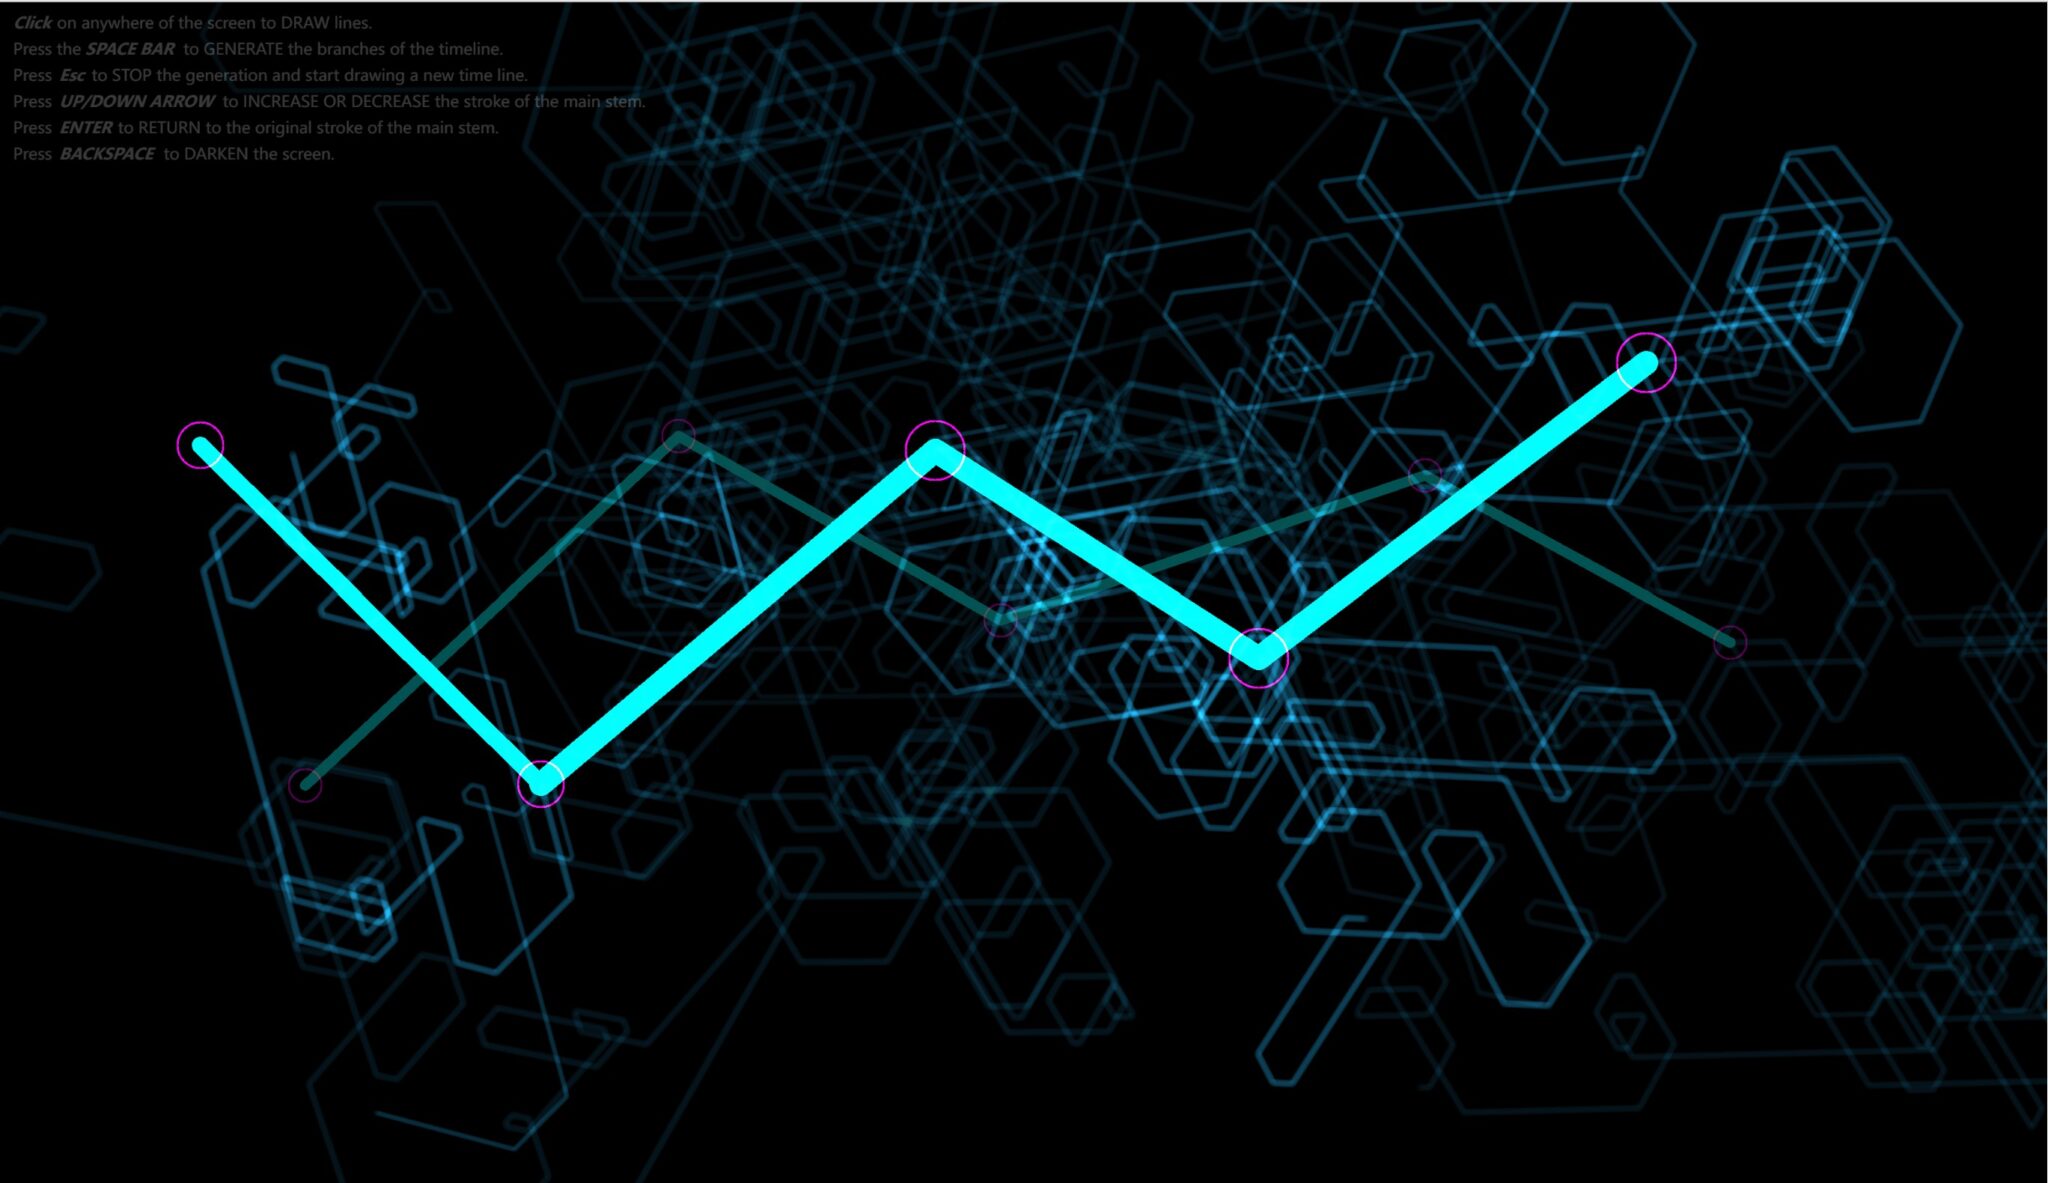 Click on anywhere of the screen to DRAW lines.
Press the SPACE BAR to GENERATE the branches of the timeline.
Press Esc to STOP the generation and start drawing a new time line.
Press UP/DOWN ARROW to INCREASE OR DECREASE the stroke of the main stem.
Press ENTER to RETURN to the original stroke of the main stem.
Press BACKSPACE to DARKEN the screen.